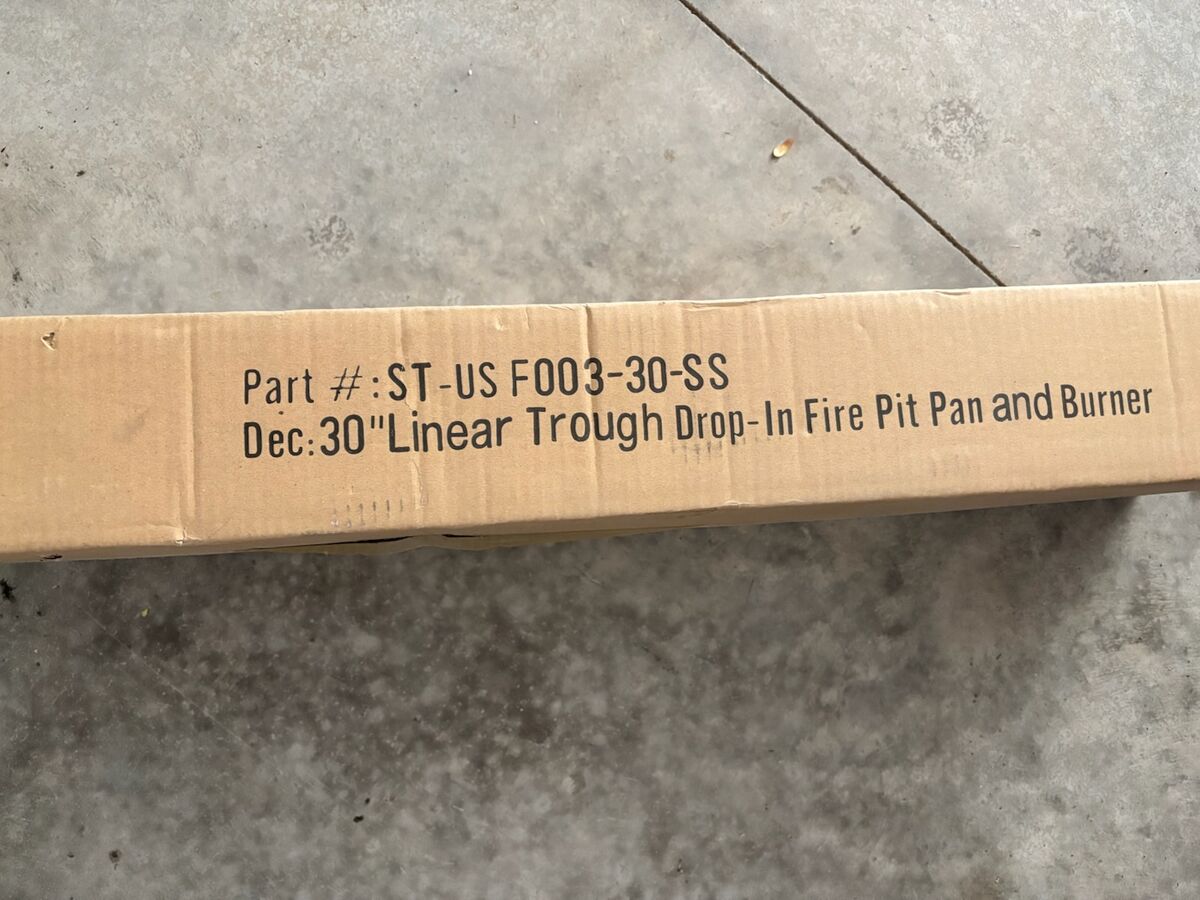 Part #:ST-US F003-30-SS
Dec:30"Linear Trough Drop-In Fire Pit Pan and Burner